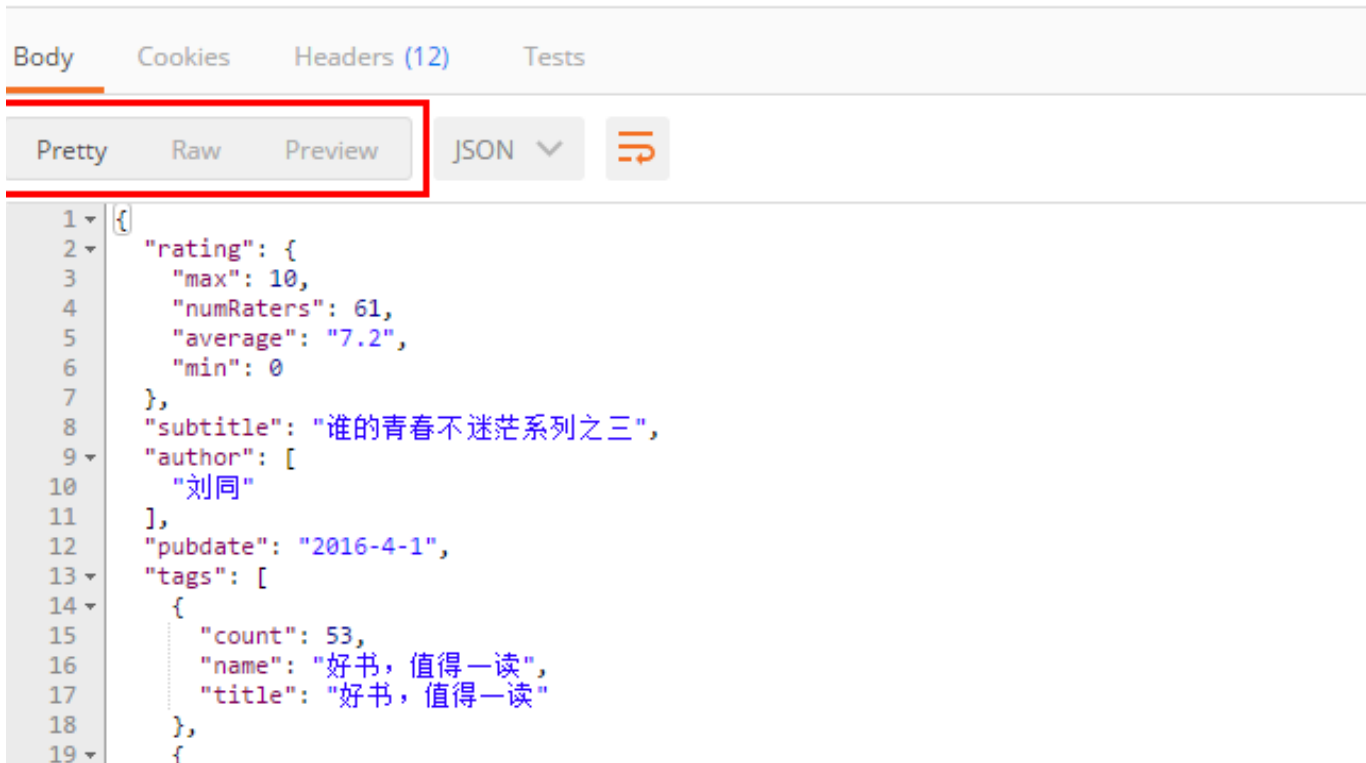 Body Cookies Headers (12) Tests
Pretty Raw Preview JSON
1 {
2 "rating": {
3 "max": 10,
4 "numRaters": 61,
5 "average": "7.2",
6 "min": 0
7 },
8 "subtitle": "谁的青春不迷茫系列之三",
9 "author": [
10 "刘同"
11 ],
12 "pubdate": "2016-4-1",
13 "tags": [
14 {
15 "count": 53,
16 "name": "好书，值得一读",
17 "title": "好书，值得一读"
18 },
19 {